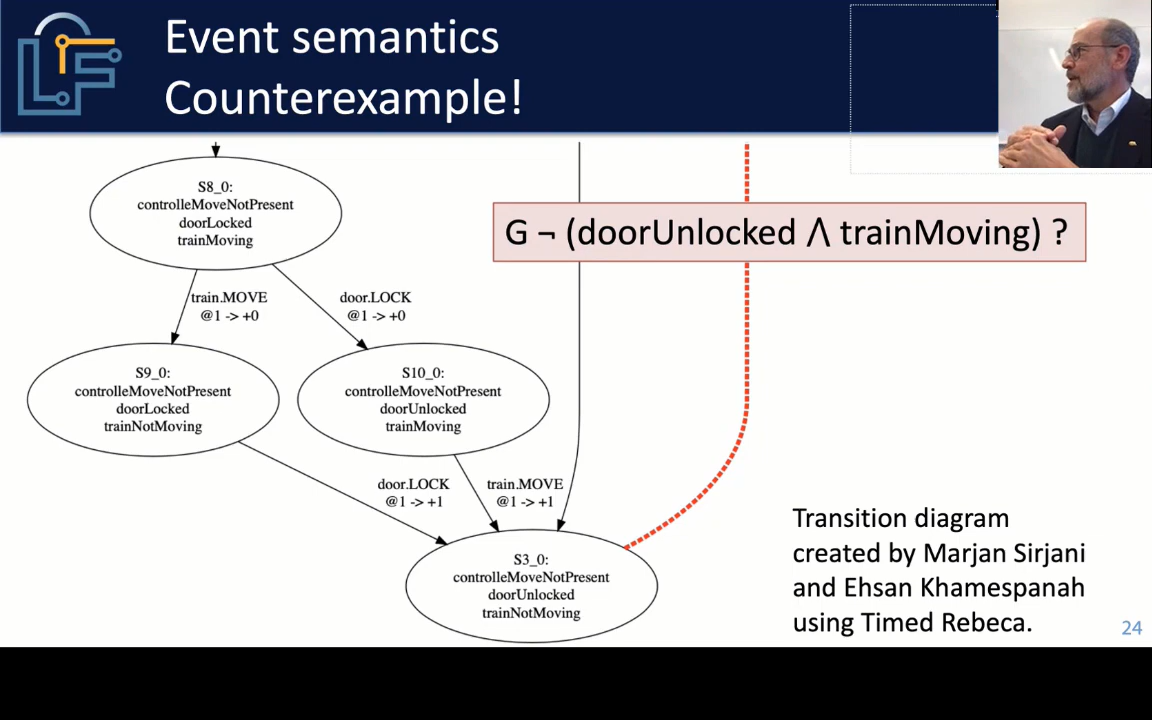 Event semantics
Counterexample!
S8_0:
controlleMoveNotPresent
doorLocked
trainMoving
G ¬ (doorUnlocked ⋀ trainMoving) ?
train.MOVE
@1 -> +0
door.LOCK
@1 -> +0
S9_0:
controlleMoveNotPresent
doorLocked
trainNotMoving
S10_0:
controlleMoveNotPresent
doorUnlocked
trainMoving
door.LOCK
@1 -> +1
train.MOVE
@1 -> +1
S3_0:
controlleMoveNotPresent
doorUnlocked
trainNotMoving
Transition diagram
created by Marjan Sirjani
and Ehsan Khamespanah
using Timed Rebeca.
24